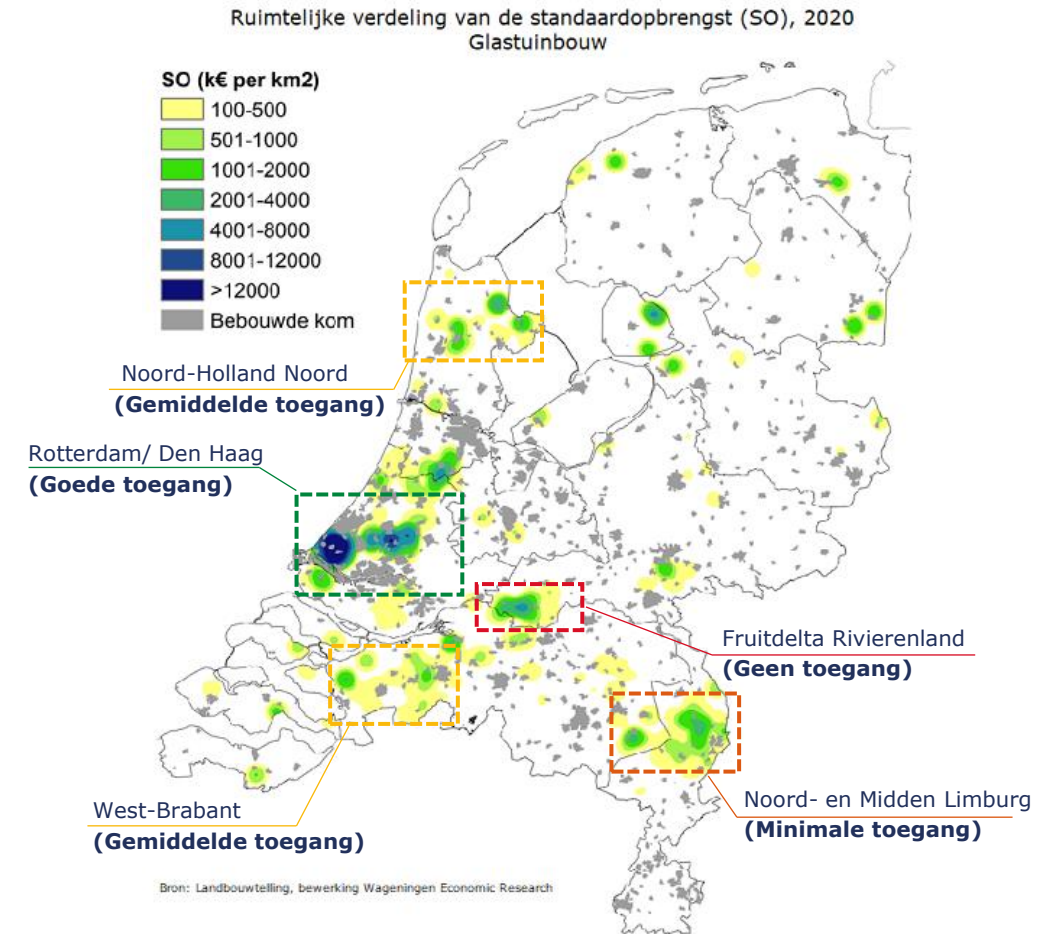 Ruimtelijke verdeling van de standaardopbrengst (SO), 2020
Glastuinbouw
SO (k€ per km2)
100-500
501-1000
1001-2000
2001-4000
4001-8000
8001-12000
>12000
Bebouwde kom
Noord-Holland Noord
(Gemiddelde toegang)
Rotterdam/ Den Haag
(Goede toegang)
Fruitdelta Rivierenland
(Geen toegang)
West-Brabant
(Gemiddelde toegang)
Noord- en Midden Limburg
(Minimale toegang)
Bron: Landbouwtelling, bewerking Wageningen Economic Research